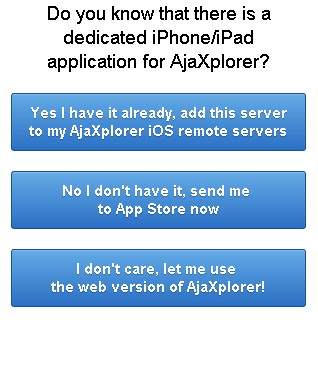 Do you know that there is a
dedicated iPhone/iPad
application for AjaXplorer?
Yes I have it already, add this server
to my AjaXplorer iOS remote servers
No I don't have it, send me
to App Store now
I don't care, let me use
the web version of AjaXplorer!